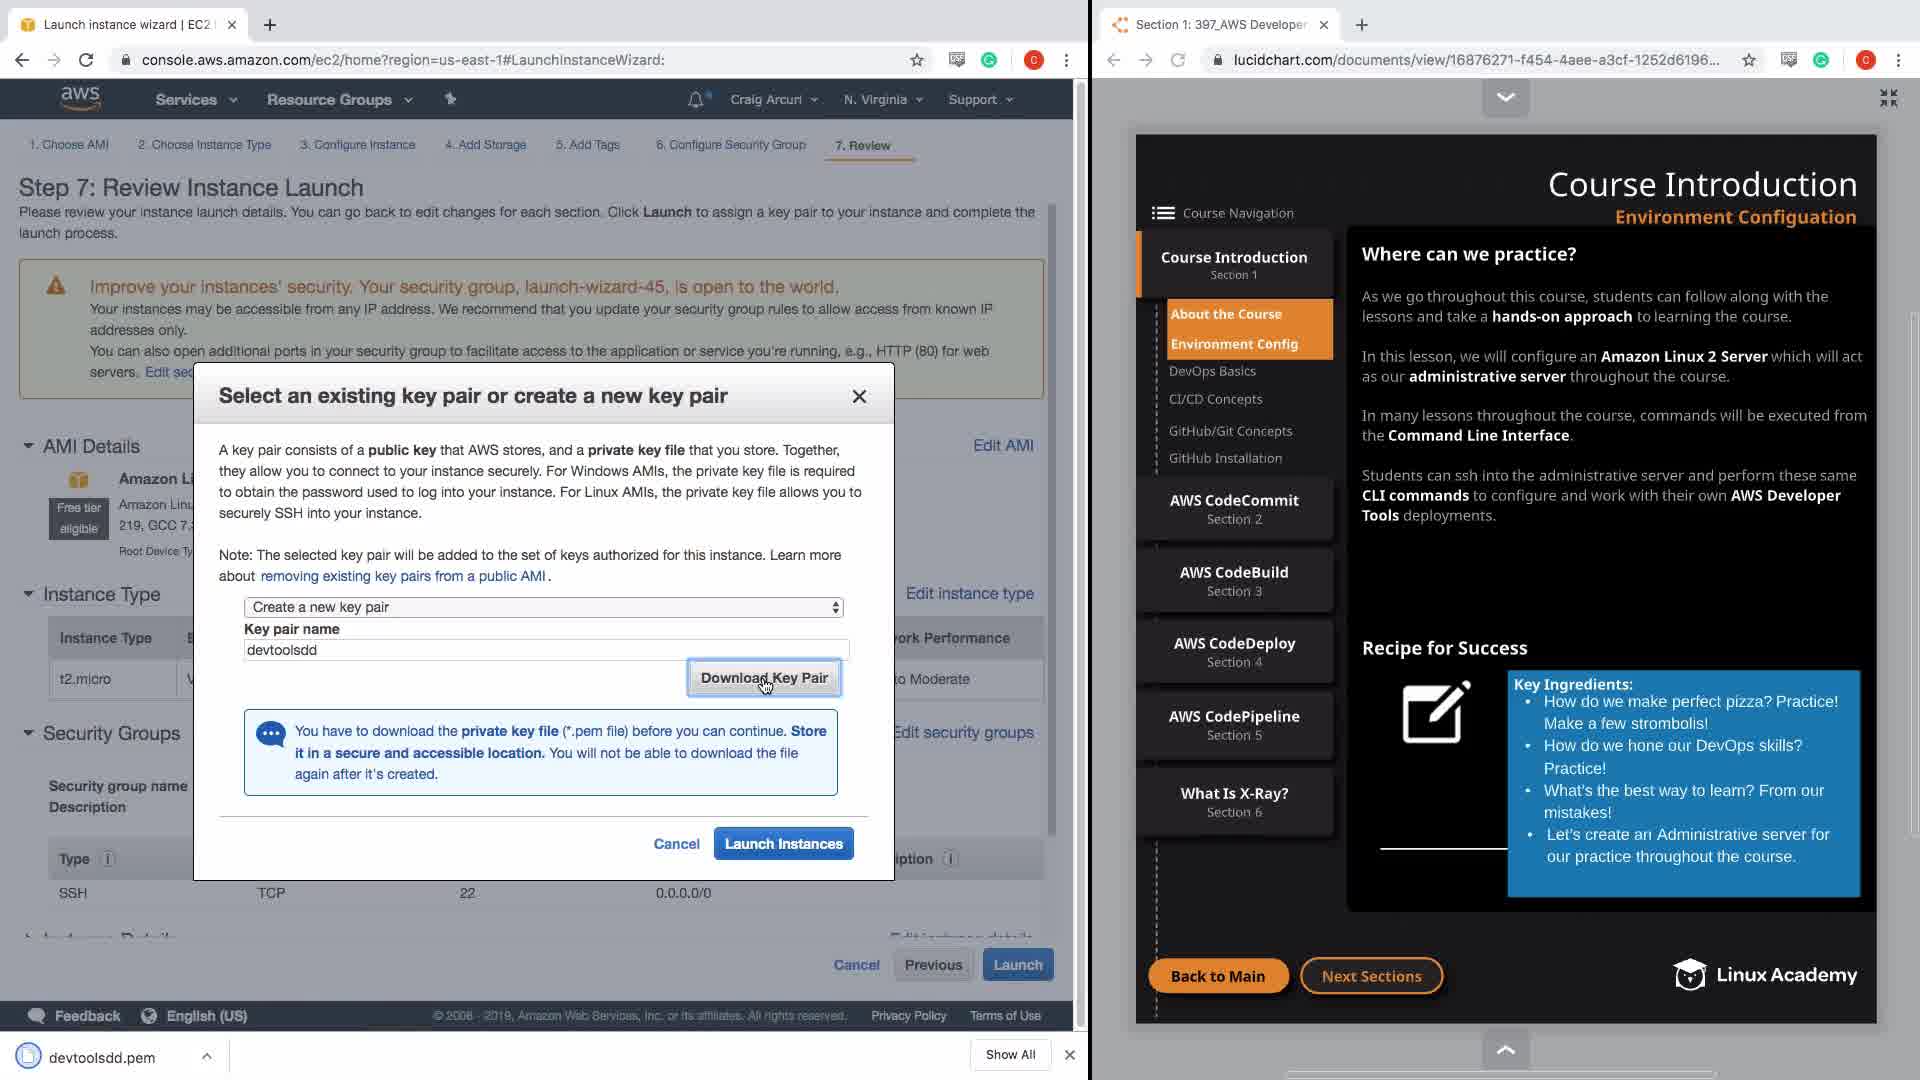 Launch instance wizard | EC2
console.aws.amazon.com/ec2/home?region=us-east-1#LaunchInstanceWizard:
aws
Services
Resource Groups
Craig Arcuri
N. Virginia
Support
1. Choose AMI
2. Choose Instance Type
3. Configure Instance
4. Add Storage
5. Add Tags
6. Configure Security Group
7. Review
Step 7: Review Instance Launch
Please review your instance launch details. You can go back to edit changes for each section. Click Launch to assign a key pair to your instance and complete the
launch process.
Improve your instances' security. Your security group, launch-wizard-45, is open to the world.
Your instances may be accessible from any IP address. We recommend that you update your security group rules to allow access from known IP
addresses only.
You can also open additional ports in your security group to facilitate access to the application or service you're running, e.g., HTTP (80) for web
servers. Edit sec
Select an existing key pair or create a new key pair
A key pair consists of a public key that AWS stores, and a private key file that you store. Together,
they allow you to connect to your instance securely. For Windows AMIs, the private key file is required
to obtain the password used to log into your instance. For Linux AMIs, the private key file allows you to
securely SSH into your instance.
Note: The selected key pair will be added to the set of keys authorized for this instance. Learn more
about removing existing key pairs from a public AMI .
Create a new key pair
Key pair name
devtoolsdd
Download Key Pair
You have to download the private key file (*.pem file) before you can continue. Store
it in a secure and accessible location. You will not be able to download the file
again after it's created.
Cancel
Launch Instances
AMI Details
Edit AMI
Amazon Li
Free tier
eligible
Amazon Linu
219, GCC 7.
Root Device Ty
Instance Type
Edit instance type
Instance Type
ork Performance
t2.micro
to Moderate
Security Groups
Edit security groups
Security group name
Description
Type
iption
SSH
TCP
22
0.0.0.0/0
Cancel
Previous
Launch
Feedback
English (US)
© 2008 - 2019, Amazon Web Services, Inc. or its affiliates. All rights reserved.
Privacy Policy
Terms of Use
devtoolsdd.pem
Show All
Section 1: 397_AWS Developer
lucidchart.com/documents/view/16876271-f454-4aee-a3cf-1252d6196...
Course Introduction
Environment Configuation
Course Navigation
Course Introduction
Section 1
About the Course
Environment Config
DevOps Basics
CI/CD Concepts
GitHub/Git Concepts
GitHub Installation
AWS CodeCommit
Section 2
AWS CodeBuild
Section 3
AWS CodeDeploy
Section 4
AWS CodePipeline
Section 5
What Is X-Ray?
Section 6
Where can we practice?
As we go throughout this course, students can follow along with the
lessons and take a hands-on approach to learning the course.
In this lesson, we will configure an Amazon Linux 2 Server which will act
as our administrative server throughout the course.
In many lessons throughout the course, commands will be executed from
the Command Line Interface.
Students can ssh into the administrative server and perform these same
CLI commands to configure and work with their own AWS Developer
Tools deployments.
Recipe for Success
Key Ingredients:
• How do we make perfect pizza? Practice!
Make a few strombolis!
• How do we hone our DevOps skills?
Practice!
• What's the best way to learn? From our
mistakes!
• Let's create an Administrative server for
our practice throughout the course.
Back to Main
Next Sections
Linux Academy